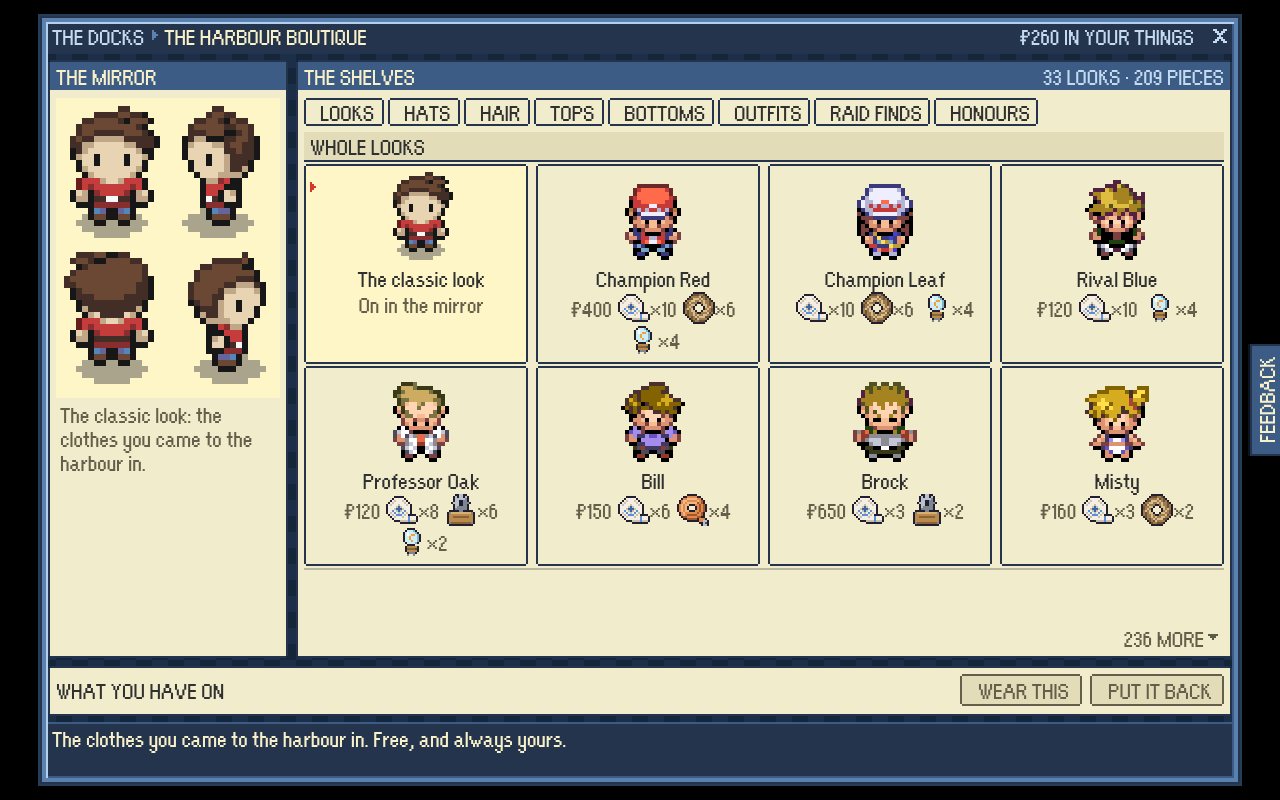 THE DOCKS THE HARBOUR BOUTIQUE
₽260 IN YOUR THINGS X
THE MIRROR
The classic look: the
clothes you came to the
harbour in.
THE SHELVES
33 LOOKS · 209 PIECES
LOOKS HATS HAIR TOPS BOTTOMS OUTFITS RAID FINDS HONOURS
WHOLE LOOKS
The classic look
On in the mirror
Champion Red
₽400 ×10 ×6
×4
Champion Leaf
×10 ×6 ×4
Rival Blue
₽120 ×10 ×4
Professor Oak
₽120 ×8 ×6
×2
Bill
₽150 ×6 ×4
Brock
₽650 ×3 ×2
Misty
₽160 ×3 ×2
236 MORE
WHAT YOU HAVE ON
WEAR THIS PUT IT BACK
The clothes you came to the harbour in. Free, and always yours.
FEEDBACK